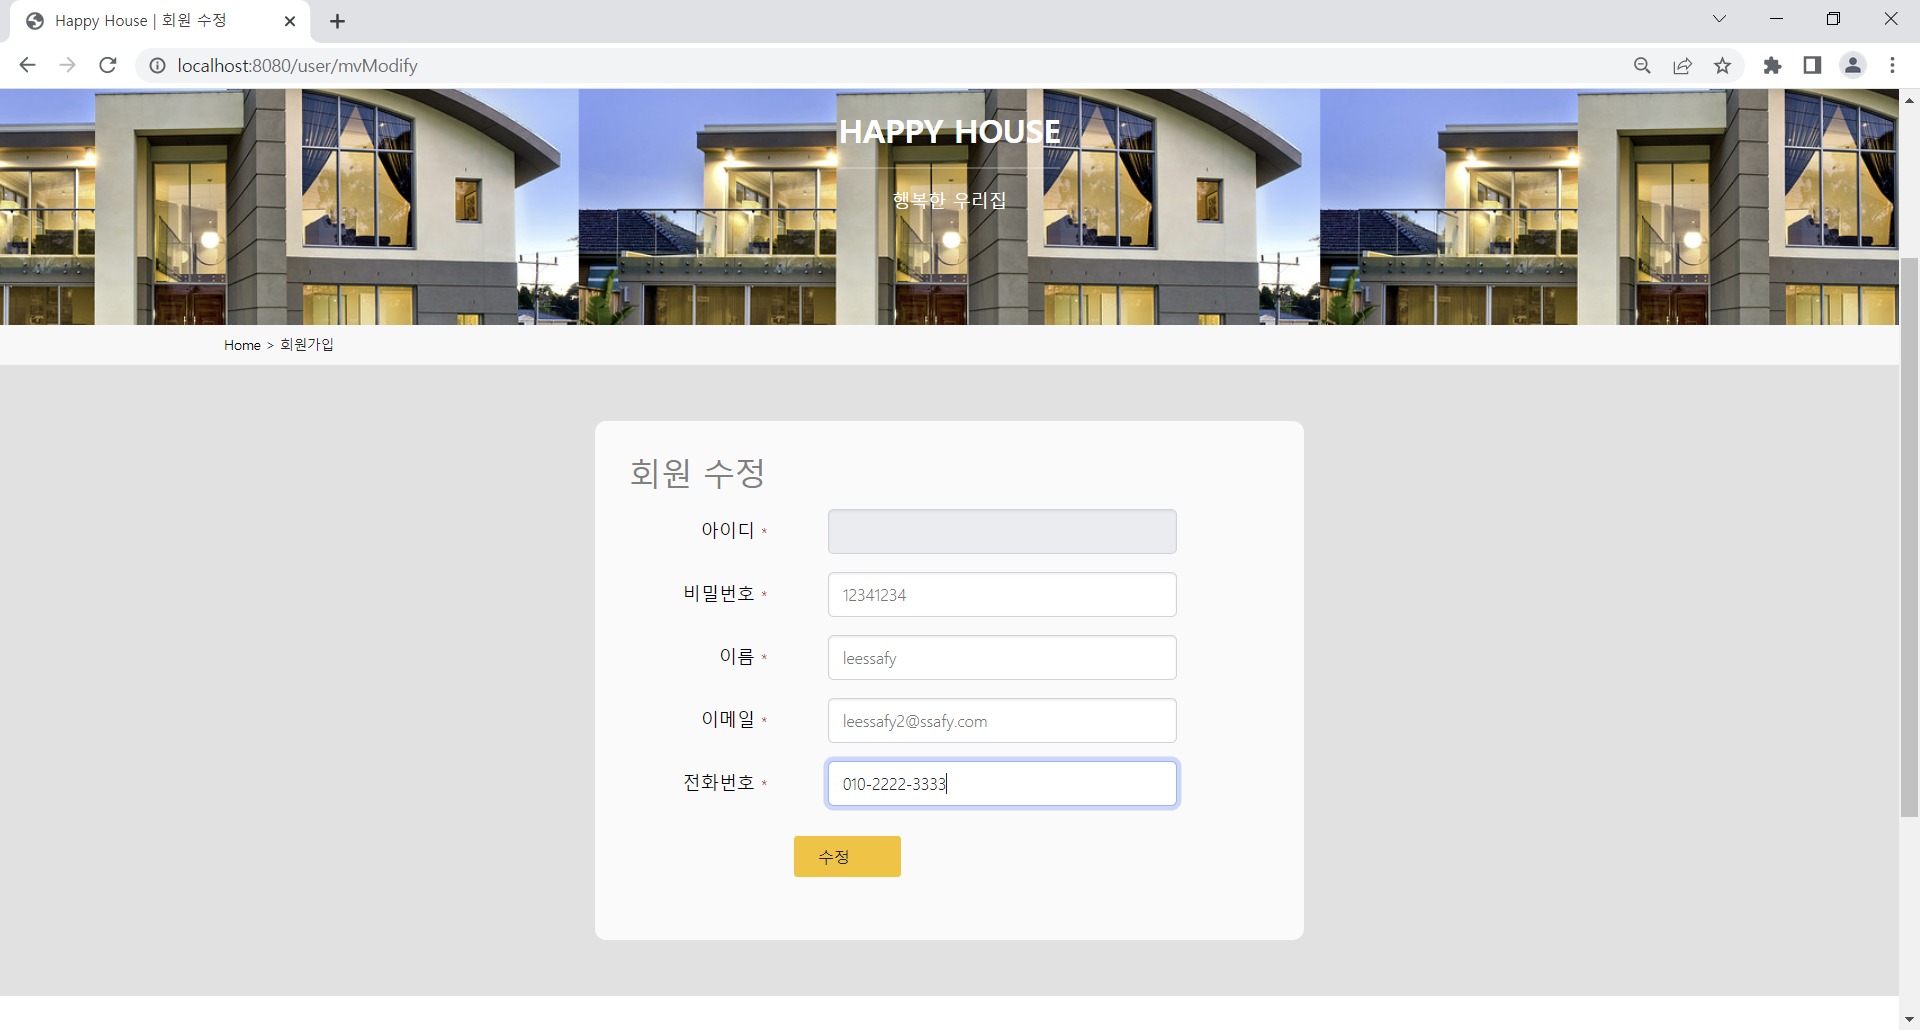 Happy House | 회원 수정
localhost:8080/user/mvModify
HAPPY HOUSE
행복한 우리집
Home > 회원가입
회원 수정
아이디 *
비밀번호 * 12341234
이름 * leessafy
이메일 * leessafy2@ssafy.com
전화번호 * 010-2222-3333
수정